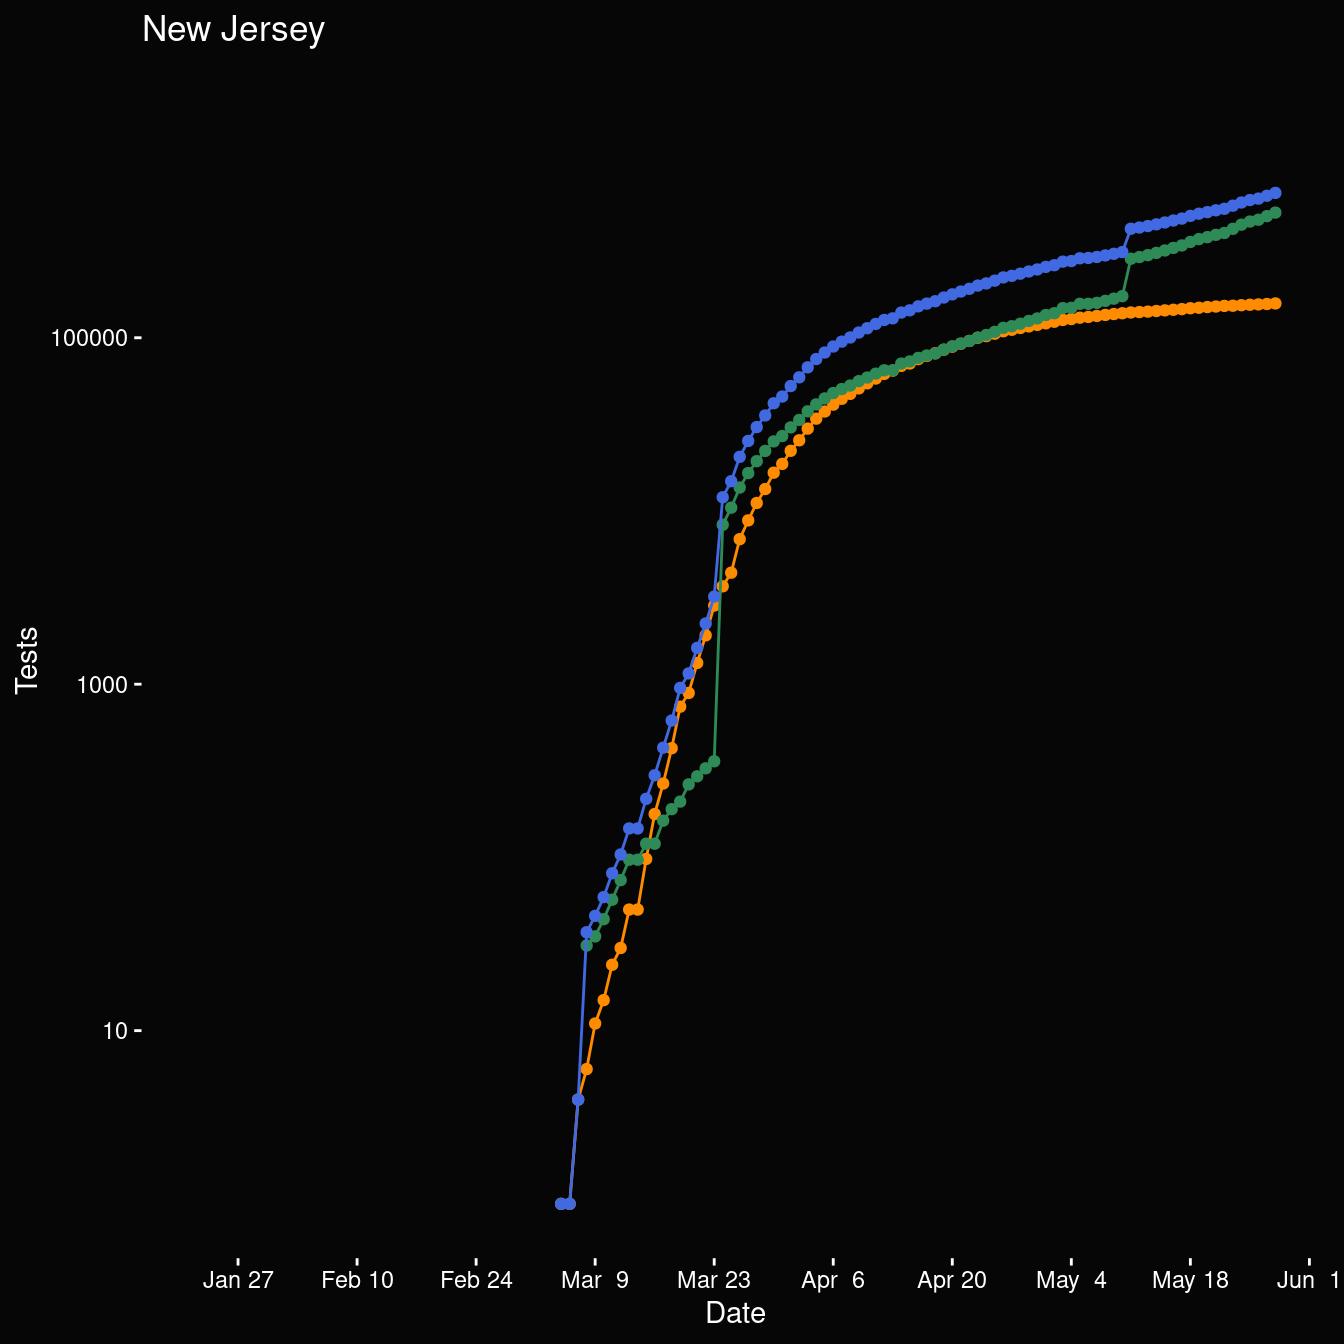 New Jersey
Tests
100000
1000
10
Jan 27
Feb 10
Feb 24
Mar  9
Mar 23
Apr  6
Apr 20
May  4
May 18
Jun  1
Date